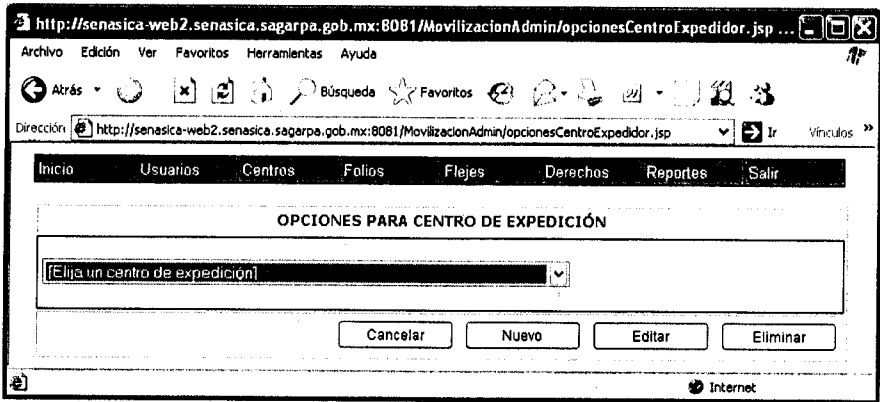 http://senasica-web2.senasica.sagarpa.gob.mx:8081/MovilizacionAdmin/opcionesCentroExpedidor.jsp ...
Archivo Edición Ver Favoritos Herramientas Ayuda
Atrás Búsqueda Favoritos
Dirección http://senasica-web2.senasica.sagarpa.gob.mx:8081/MovilizacionAdmin/opcionesCentroExpedidor.jsp Ir Vínculos »
Inicio Usuarios Centros Folios Flejes Derechos Reportes Salir
OPCIONES PARA CENTRO DE EXPEDICIÓN
[Elija un centro de expedición]
Cancelar Nuevo Editar Eliminar
Internet